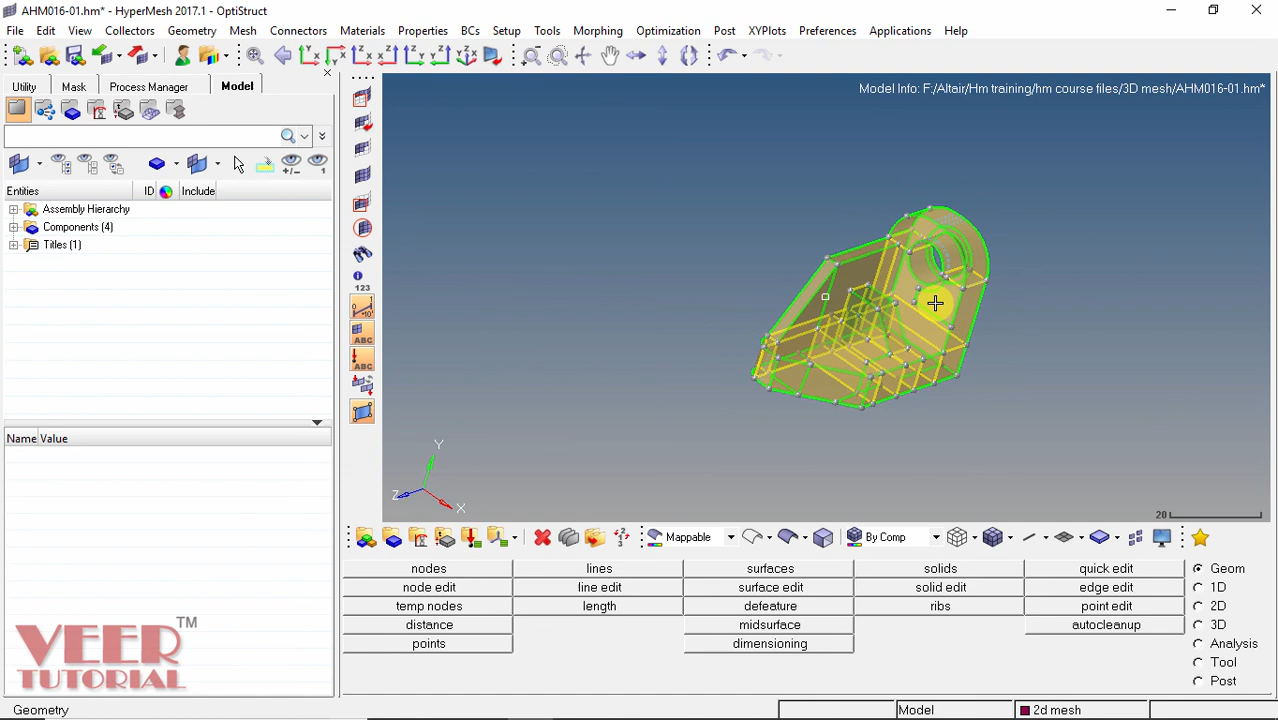 AHM016-01.hm* - HyperMesh 2017.1 - OptiStruct
File Edit View Collectors Geometry Mesh Connectors Materials Properties BCs Setup Tools Morphing Optimization Post XYPlots Preferences Applications Help
Utility Mask Process Manager Model
Model Info: F:/Altair/Hm training/hm course files/3D mesh/AHM016-01.hm*
Entities ID Include
Assembly Hierarchy
Components (4)
Titles (1)
123
ABC
ABC
Name Value
Y
Z
X
20
Mappable By Comp
nodes lines surfaces solids quick edit Geom
node edit line edit surface edit solid edit edge edit 1D
temp nodes length defeature ribs point edit 2D
distance midsurface autocleanup 3D
points dimensioning Analysis
Tool
Post
VEER TM
TUTORIAL
Geometry Model 2d mesh